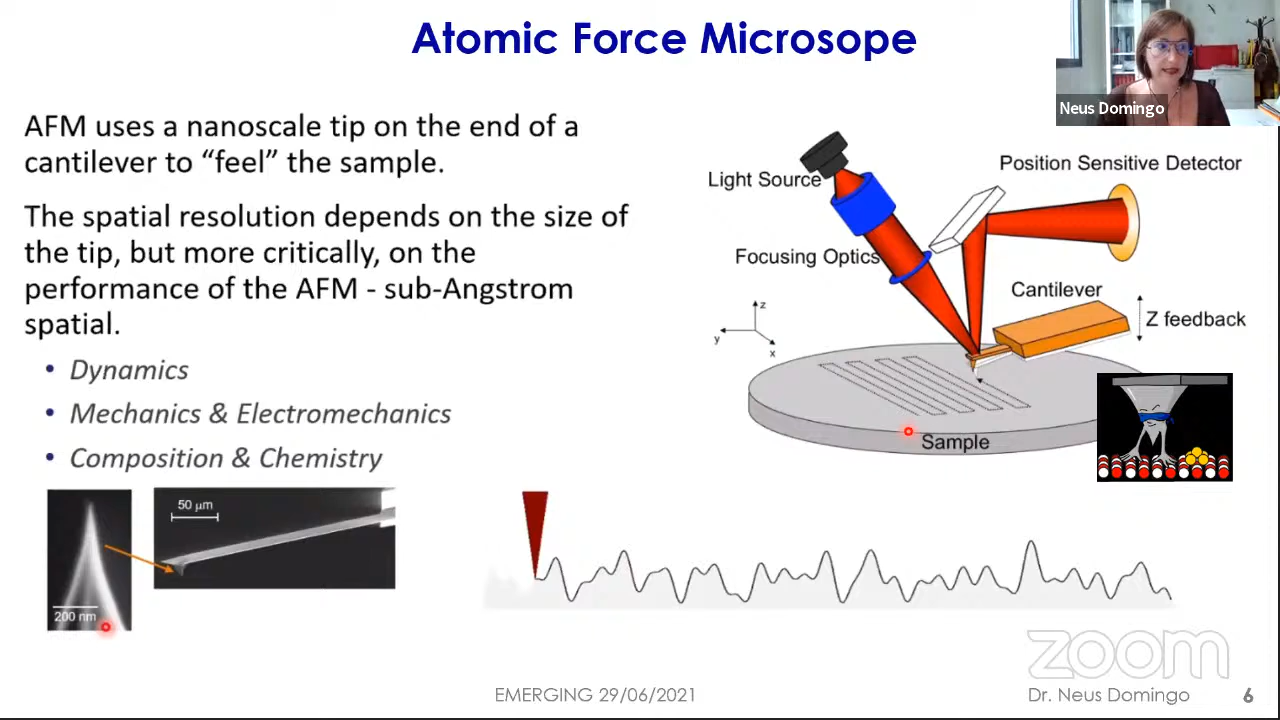 Atomic Force Microsope
Neus Domingo
AFM uses a nanoscale tip on the end of a
cantilever to “feel” the sample.
The spatial resolution depends on the size of
the tip, but more critically, on the
performance of the AFM - sub-Angstrom
spatial.
• Dynamics
• Mechanics & Electromechanics
• Composition & Chemistry
Light Source
Position Sensitive Detector
Focusing Optics
Cantilever
Z feedback
z
y
x
Sample
200 nm
50 μm
zoom
EMERGING 29/06/2021
Dr. Neus Domingo
6